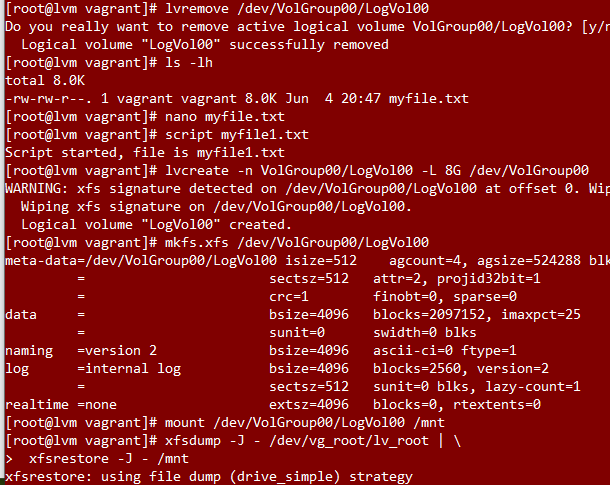 [root@lvm vagrant]# lvremove /dev/VolGroup00/LogVol00
Do you really want to remove active logical volume VolGroup00/LogVol00? [y/n
  Logical volume "LogVol00" successfully removed
[root@lvm vagrant]# ls -lh
total 8.0K
-rw-rw-r--. 1 vagrant vagrant 8.0K Jun  4 20:47 myfile.txt
[root@lvm vagrant]# nano myfile.txt
[root@lvm vagrant]# script myfile1.txt
Script started, file is myfile1.txt
[root@lvm vagrant]# lvcreate -n VolGroup00/LogVol00 -L 8G /dev/VolGroup00
WARNING: xfs signature detected on /dev/VolGroup00/LogVol00 at offset 0. Wip
  Wiping xfs signature on /dev/VolGroup00/LogVol00.
  Logical volume "LogVol00" created.
[root@lvm vagrant]# mkfs.xfs /dev/VolGroup00/LogVol00
meta-data=/dev/VolGroup00/LogVol00 isize=512    agcount=4, agsize=524288 blk
         =                       sectsz=512   attr=2, projid32bit=1
         =                       crc=1        finobt=0, sparse=0
data     =                       bsize=4096   blocks=2097152, imaxpct=25
         =                       sunit=0      swidth=0 blks
naming   =version 2              bsize=4096   ascii-ci=0 ftype=1
log      =internal log           bsize=4096   blocks=2560, version=2
         =                       sectsz=512   sunit=0 blks, lazy-count=1
realtime =none                   extsz=4096   blocks=0, rtextents=0
[root@lvm vagrant]# mount /dev/VolGroup00/LogVol00 /mnt
[root@lvm vagrant]# xfsdump -J - /dev/vg_root/lv_root | \
>  xfsrestore -J - /mnt
xfsrestore: using file dump (drive_simple) strategy